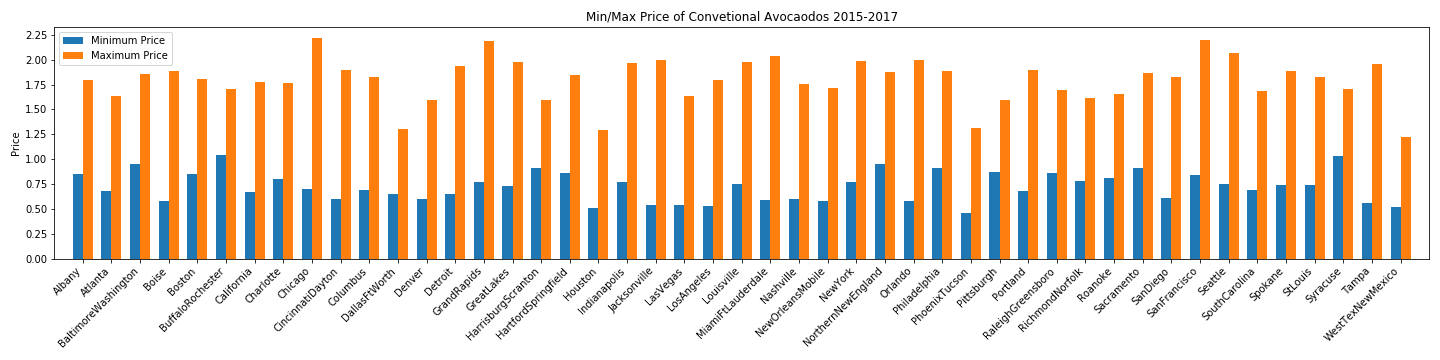 Min/Max Price of Convetional Avocaodos 2015-2017
Minimum Price
Maximum Price
Price
2.25
2.00
1.75
1.50
1.25
1.00
0.75
0.50
0.25
0.00
Albany
Atlanta
BaltimoreWashington
Boise
Boston
BuffaloRochester
California
Charlotte
Chicago
CincinnatiDayton
Columbus
DallasFtWorth
Denver
Detroit
GrandRapids
GreatLakes
HarrisburgScranton
HartfordSpringfield
Houston
Indianapolis
Jacksonville
LasVegas
LosAngeles
Louisville
MiamiFtLauderdale
Nashville
NewOrleansMobile
NewYork
NorthernNewEngland
Orlando
Philadelphia
PhoenixTucson
Pittsburgh
Portland
RaleighGreensboro
RichmondNorfolk
Roanoke
Sacramento
SanDiego
SanFrancisco
Seattle
SouthCarolina
Spokane
StLouis
Syracuse
Tampa
WestTexNewMexico